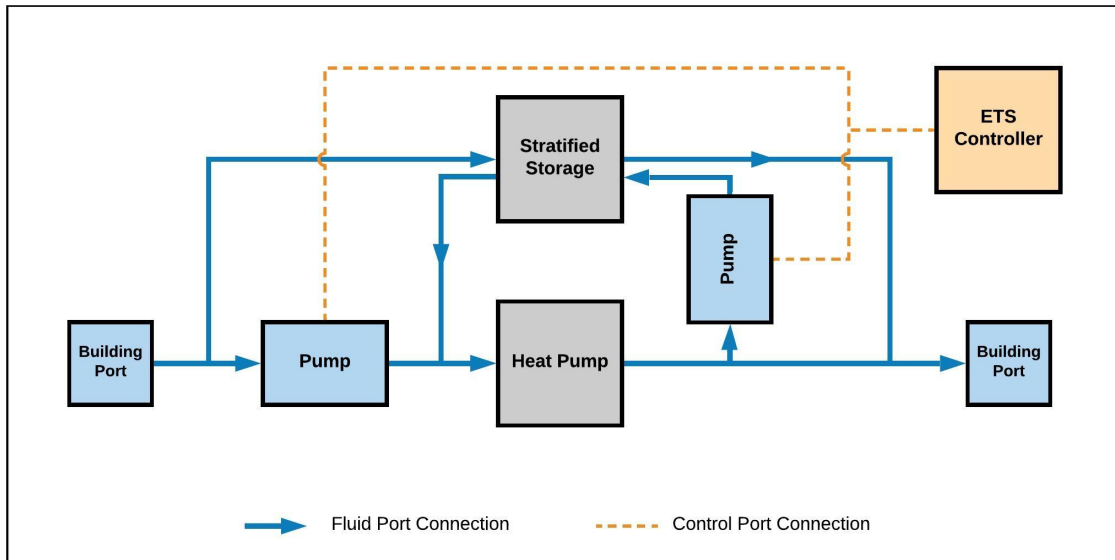 Stratified
Storage
ETS
Controller
Pump
Building
Port
Pump
Heat Pump
Building
Port
Fluid Port Connection
Control Port Connection